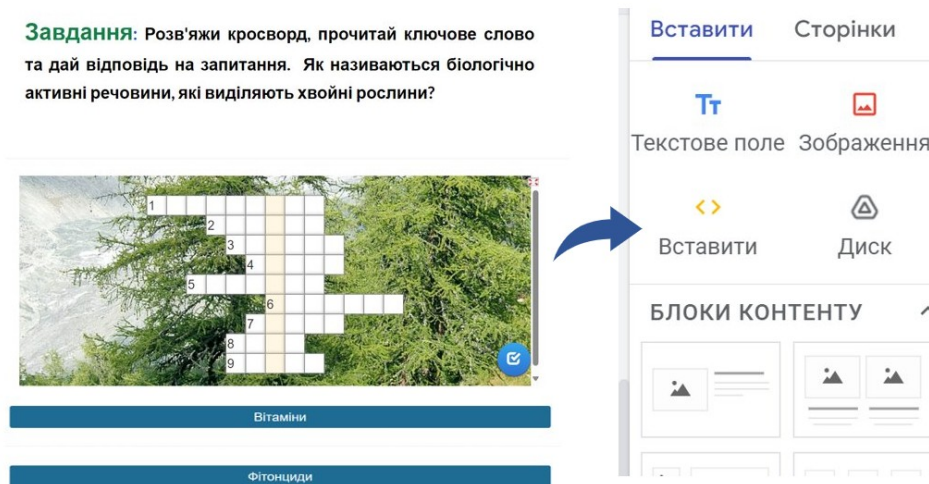 Завдання: Розв'яжи кросворд, прочитай ключове слово
та дай відповідь на запитання. Як називаються біологічно
активні речовини, які виділяють хвойні рослини?
1
2
3
4
5
6
7
8
9
Вітаміни
Фітонциди
Вставити Сторінки
Текстове поле Зображення
Вставити Диск
БЛОКИ КОНТЕНТУ